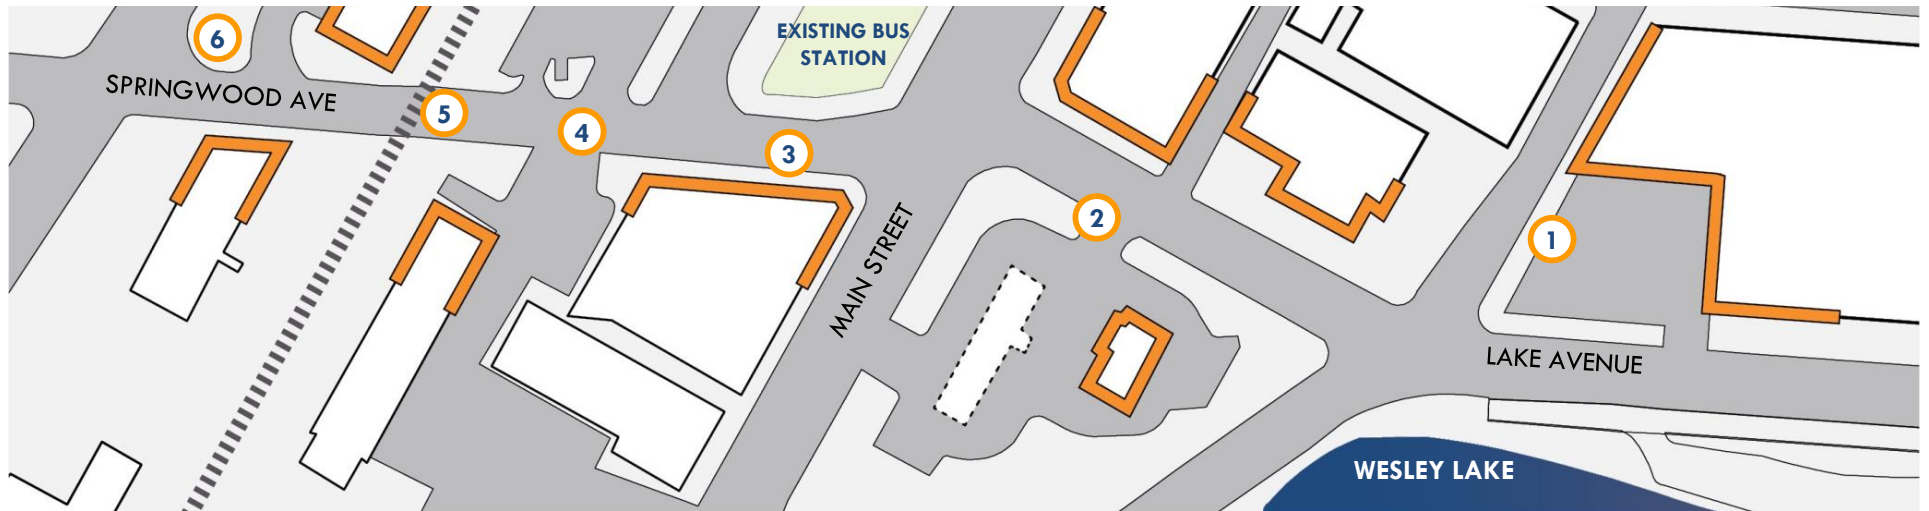 6
EXISTING BUS
STATION
SPRINGWOOD AVE
5
4
3
2
1
MAIN STREET
LAKE AVENUE
WESLEY LAKE